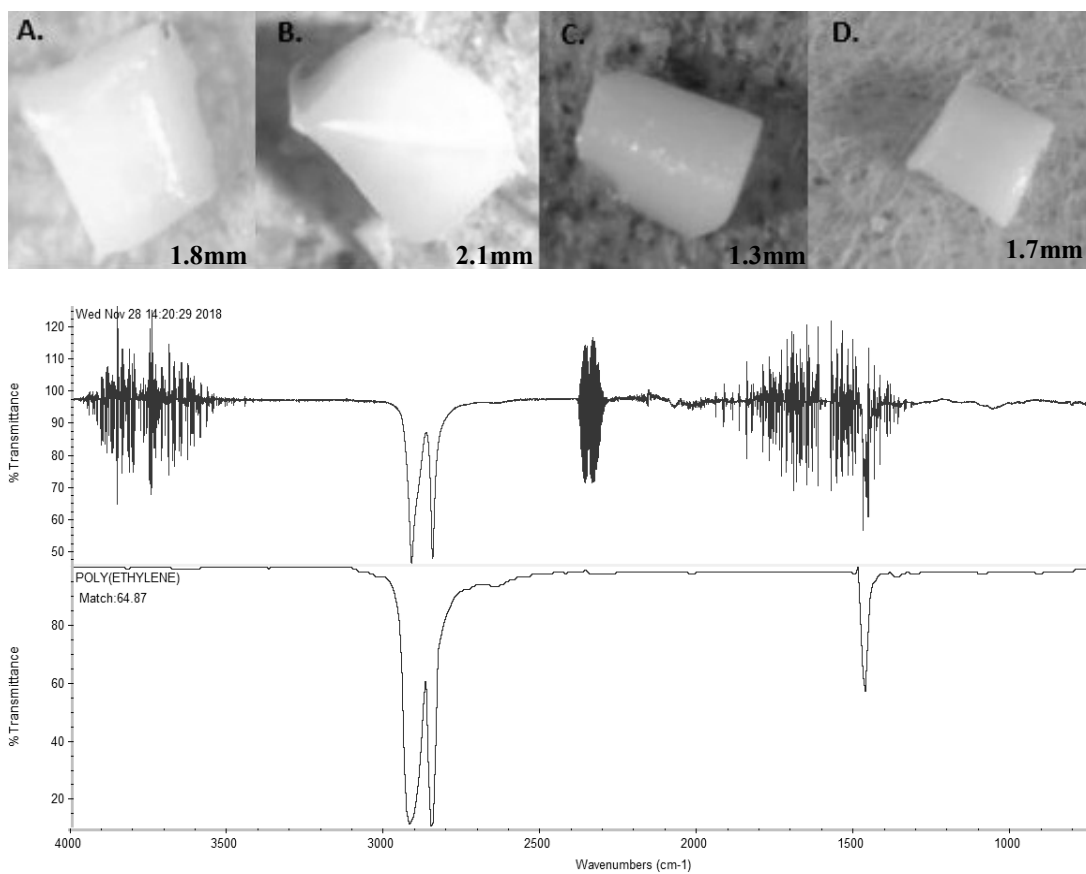 A.
B.
C.
D.
1.8mm
2.1mm
1.3mm
1.7mm
Wed Nov 28 14:20:29 2018
120
110
100
90
80
70
60
50
% Transmittance
POLY(ETHYLENE)
Match:64.87
80
60
40
20
% Transmittance
4000
3500
3000
2500
2000
1500
1000
Wavenumbers (cm-1)